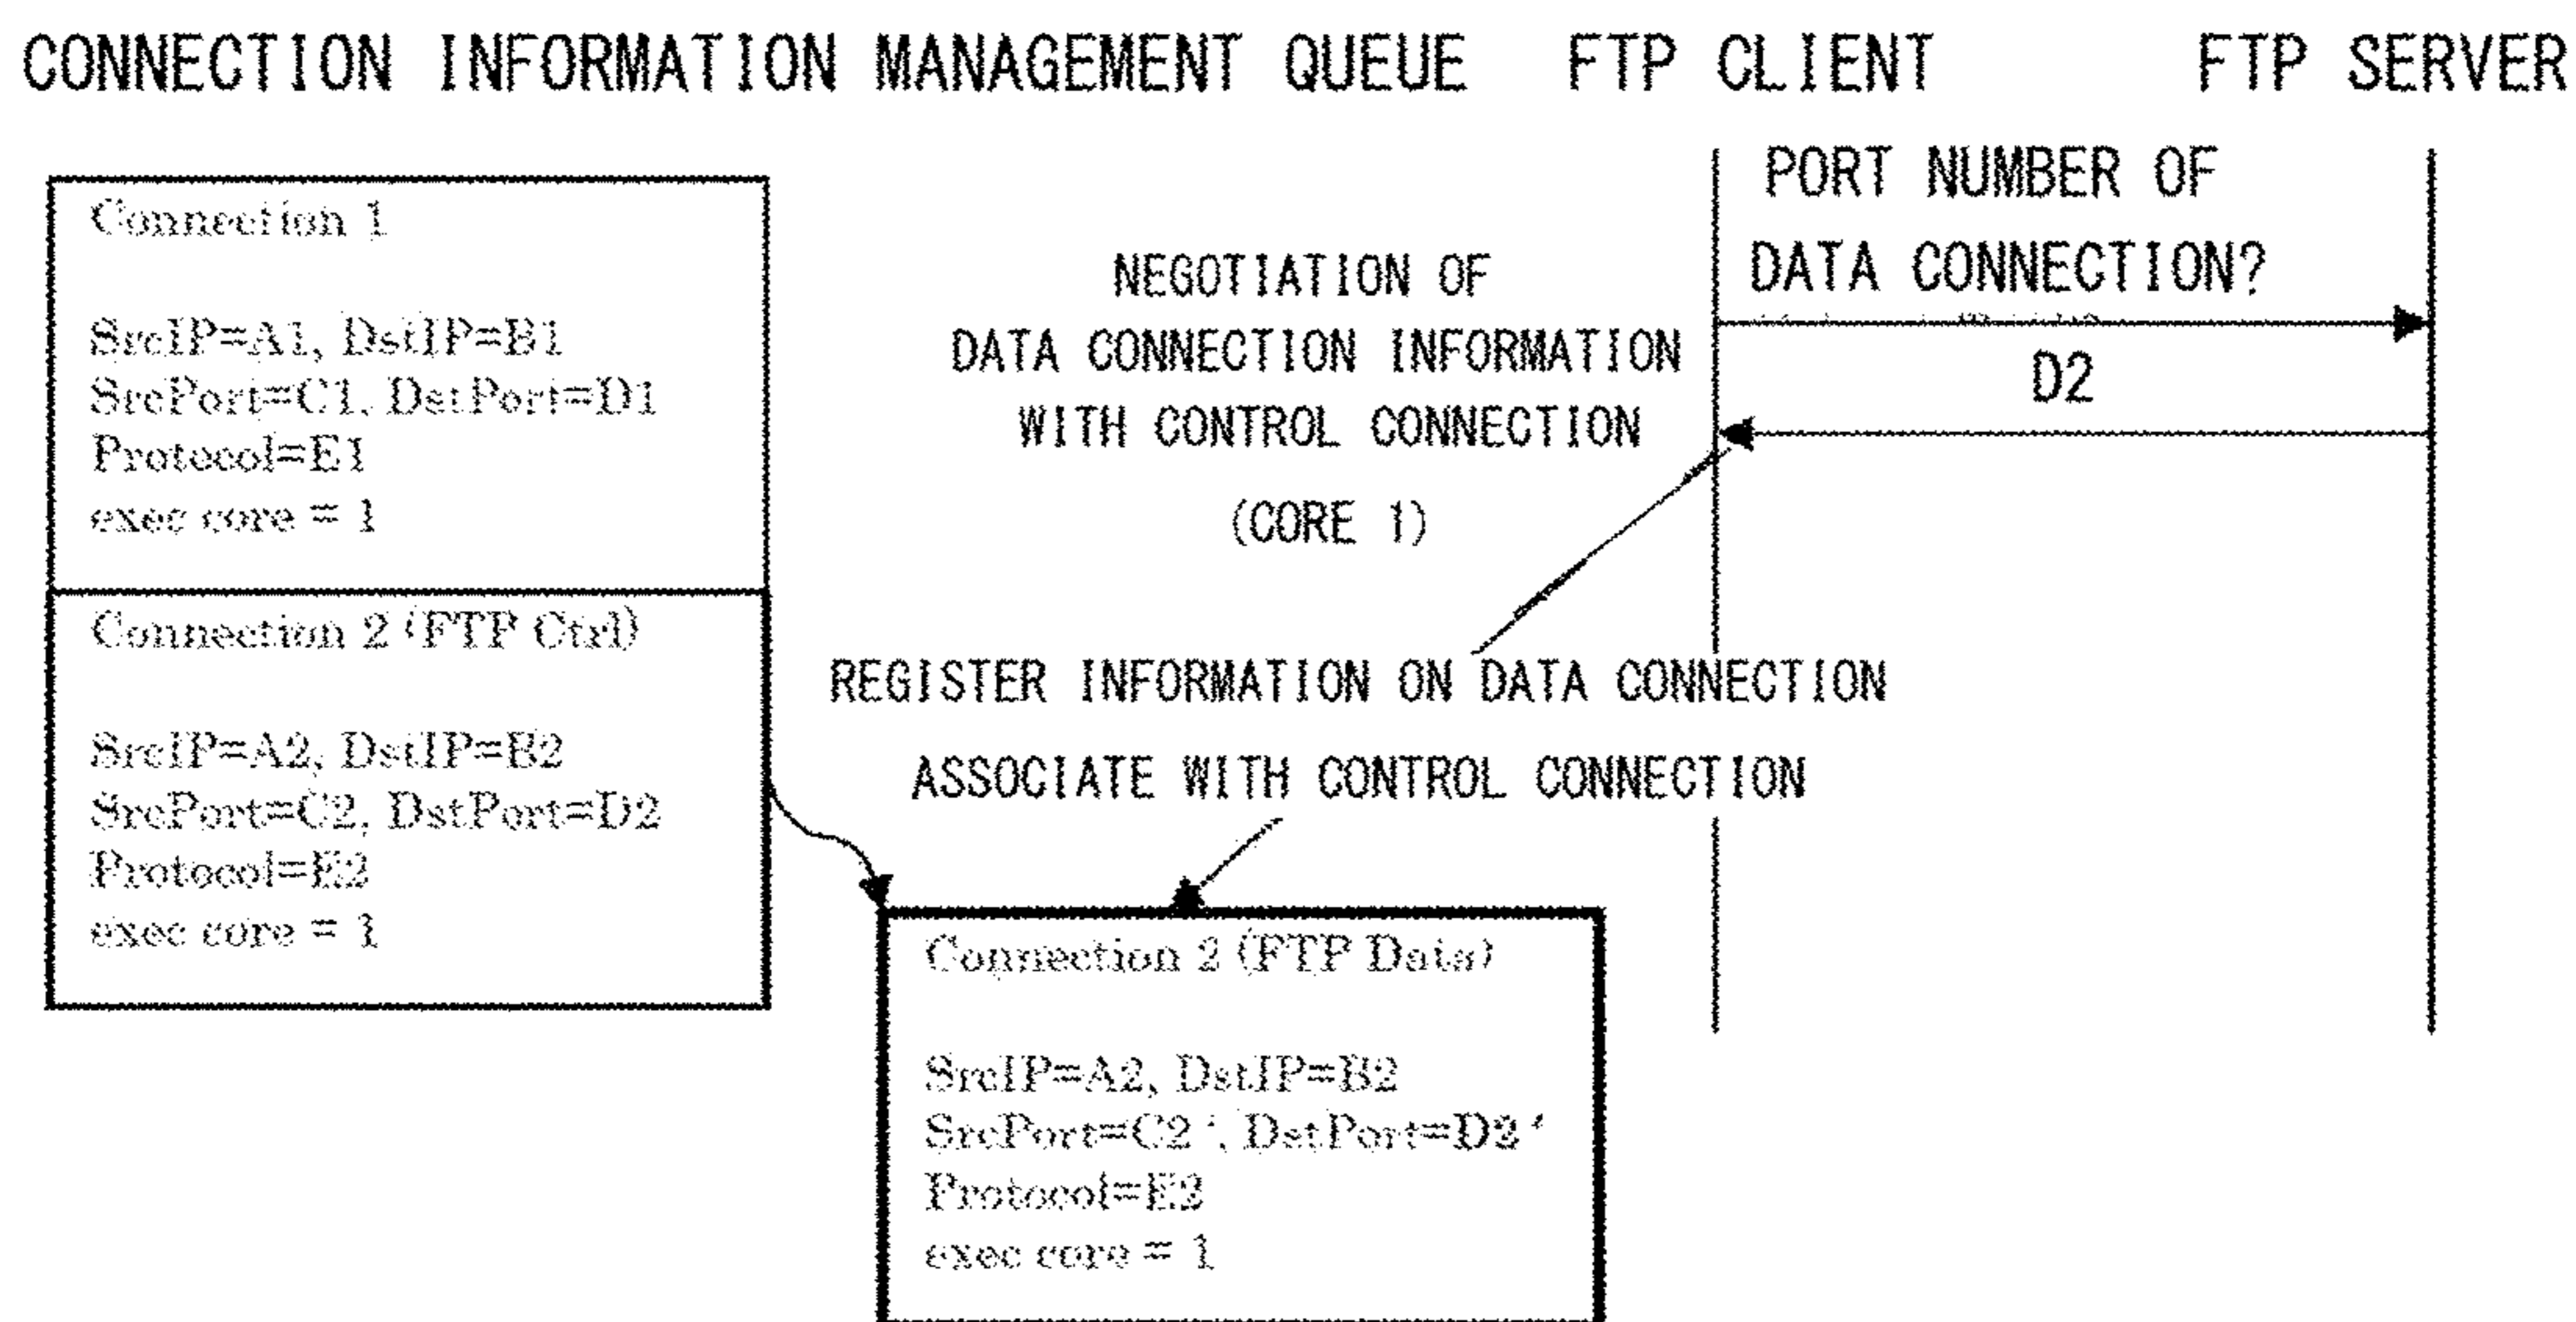 CONNECTION INFORMATION MANAGEMENT QUEUE
FTP CLIENT
FTP SERVER
Connection 1
SrcIP=A1, DstIP=B1
SrcPort=C1, DstPort=D1
Protocol=E1
exec core = 1
Connection 2 (FTP Ctrl)
SrcIP=A2, DstIP=B2
SrcPort=C2, DstPort=D2
Protocol=E2
exec core = 1
NEGOTIATION OF
DATA CONNECTION INFORMATION
WITH CONTROL CONNECTION
(CORE 1)
PORT NUMBER OF
DATA CONNECTION?
D2
REGISTER INFORMATION ON DATA CONNECTION
ASSOCIATE WITH CONTROL CONNECTION
Connection 2 (FTP Data)
SrcIP=A2, DstIP=B2
SrcPort=C2‘, DstPort=D2‘
Protocol=E2
exec core = 1